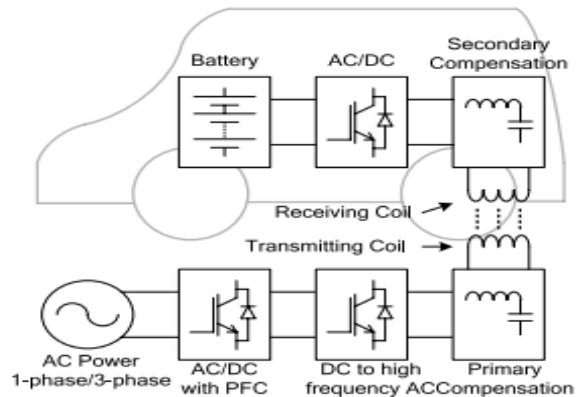 Battery
AC/DC
Secondary
Compensation
Receiving Coil
Transmitting Coil
AC Power
1-phase/3-phase
AC/DC
with PFC
DC to high
frequency AC
Primary
Compensation